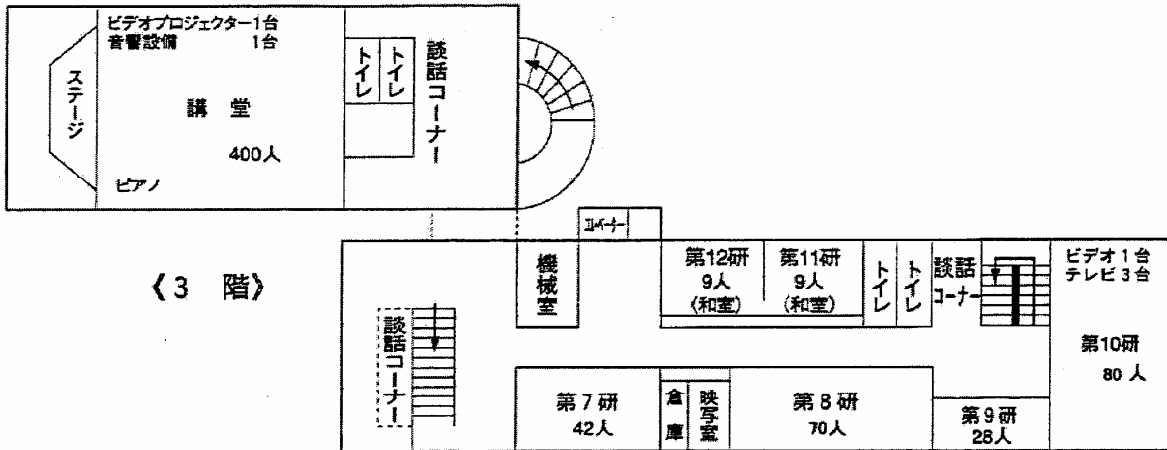 ビデオプロジェクター1台
音響設備 1台
ステージ
講 堂
400人
ピアノ
トイレ
トイレ
談話コーナー
エレベーター
《3 階》
機械室
第12研
9人
(和室)
第11研
9人
(和室)
トイレ
トイレ
談話
コーナー
ビデオ1台
テレビ3台
第10研
80人
談話コーナー
第7研
42人
倉庫
映写室
第8研
70人
第9研
28人